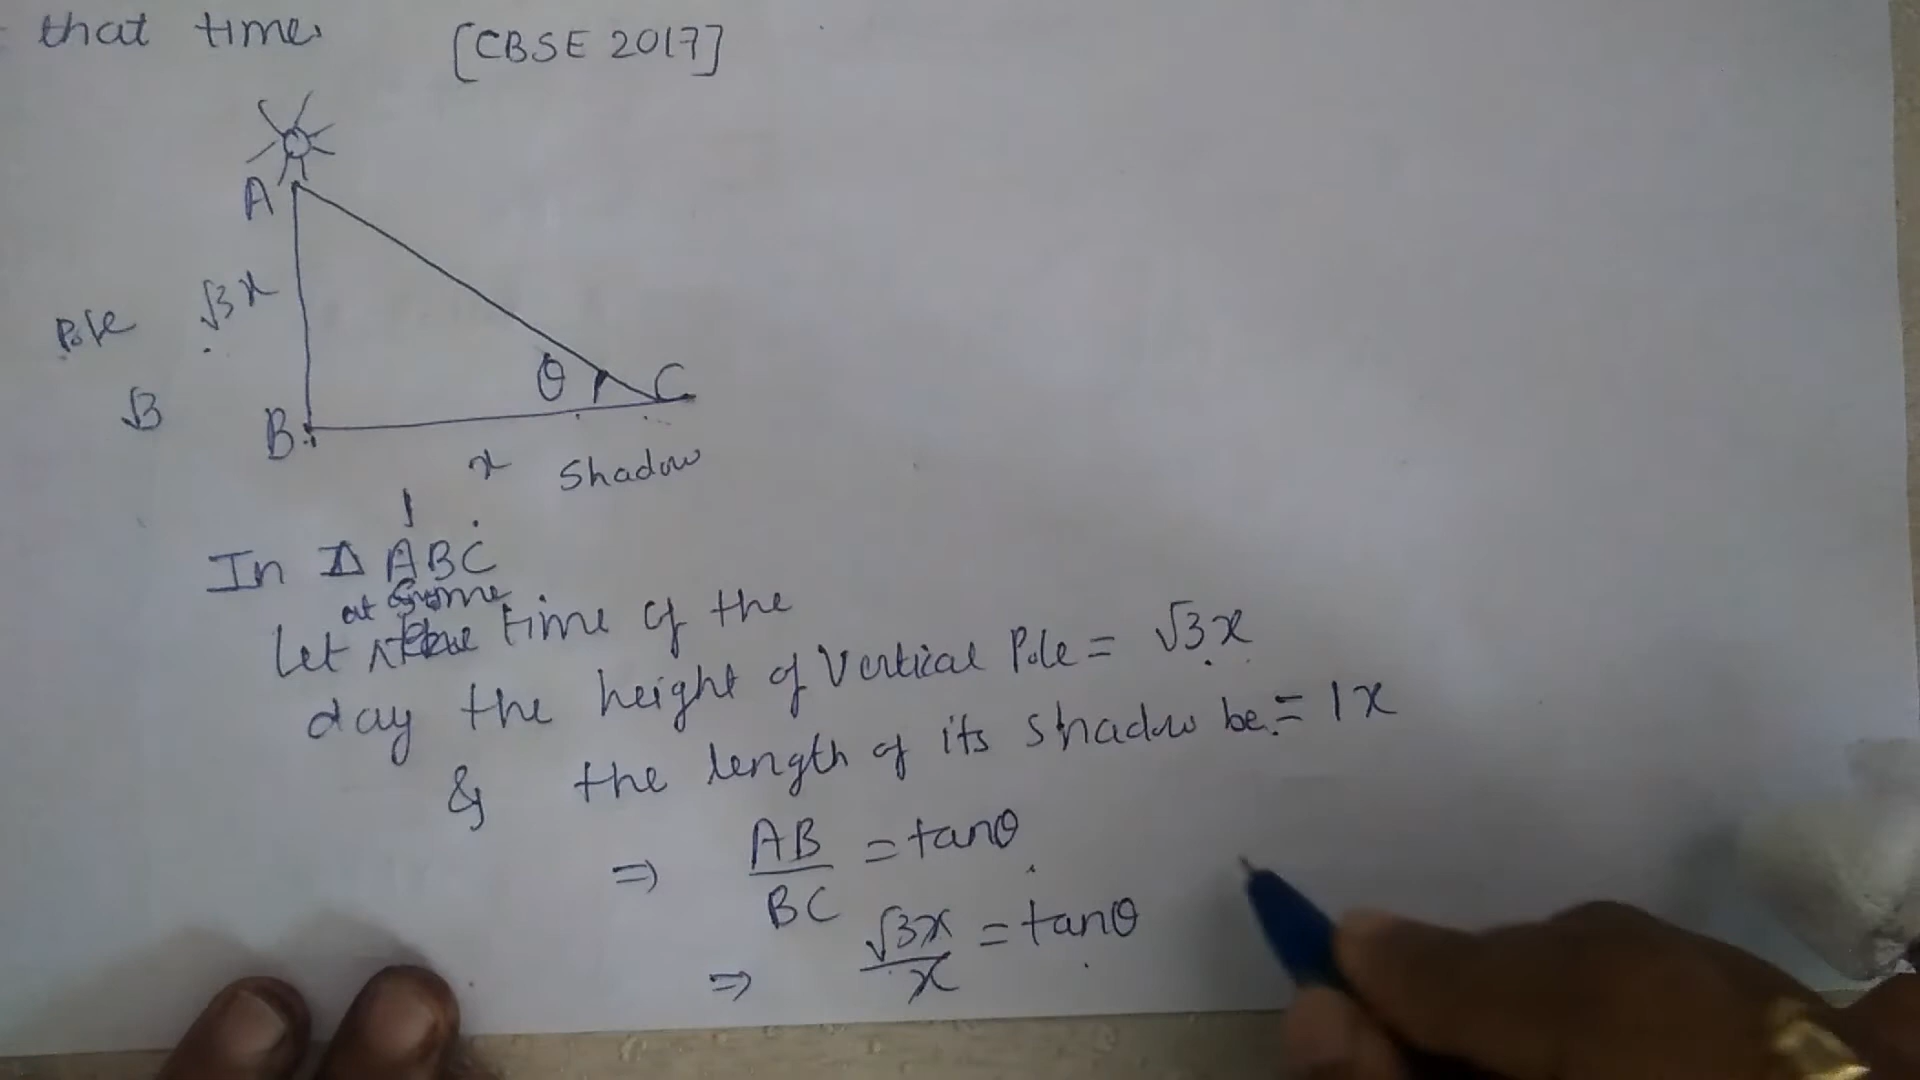 that time.
[CBSE 2017]
A
Pole √3x
θ C
√3
B
x Shadow
1
In Δ ABC
at some
Let time of the
day the height of Vertical Pole = √3x
& the length of its shadow be = 1x
⇒ AB/BC = tanθ
⇒ √3x/x = tanθ